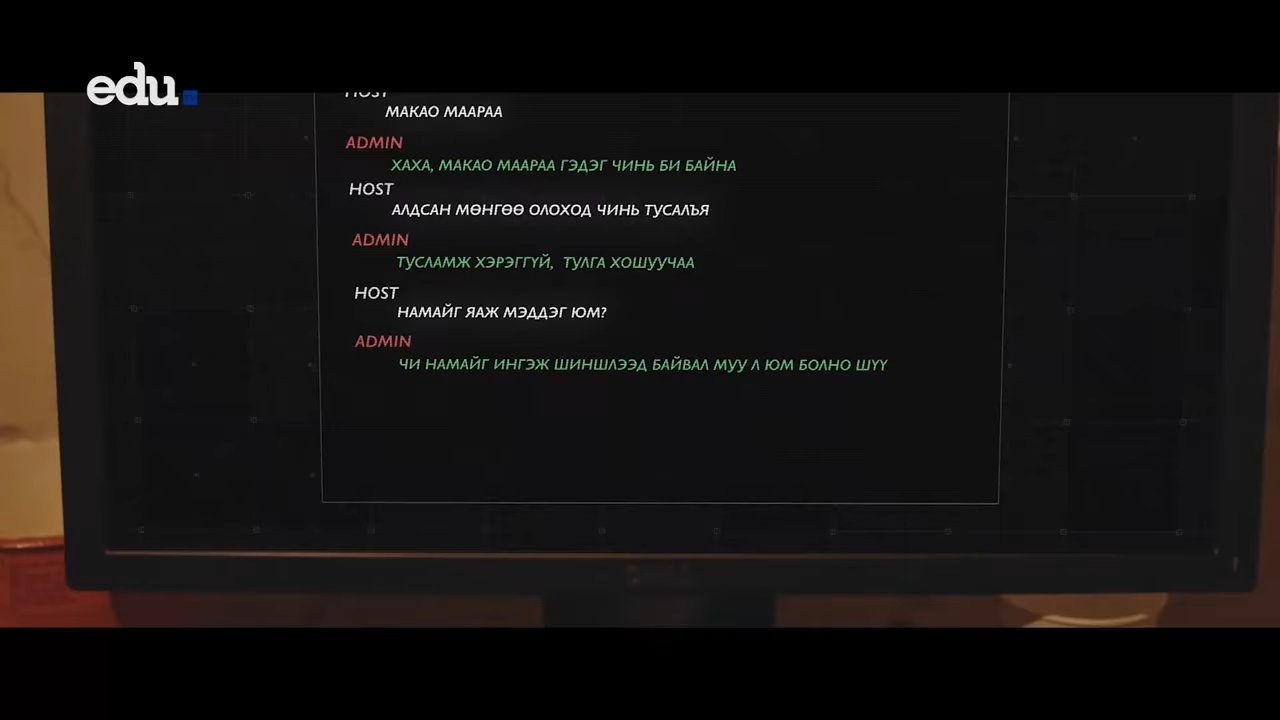 edu
TV
HOST
МАКАО МААРАА
ADMIN
ХАХА, МАКАО МААРАА ГЭДЭГ ЧИНЬ БИ БАЙНА
HOST
АЛДСАН МӨНГӨӨ ОЛОХОД ЧИНЬ ТУСАЛЪЯ
ADMIN
ТУСЛАМЖ ХЭРЭГГҮЙ, ТУЛГА ХОШУУЧАА
HOST
НАМАЙГ ЯАЖ МЭДДЭГ ЮМ?
ADMIN
ЧИ НАМАЙГ ИНГЭЖ ШИНШЛЭЭД БАЙВАЛ МУУ Л ЮМ БОЛНО ШҮҮ